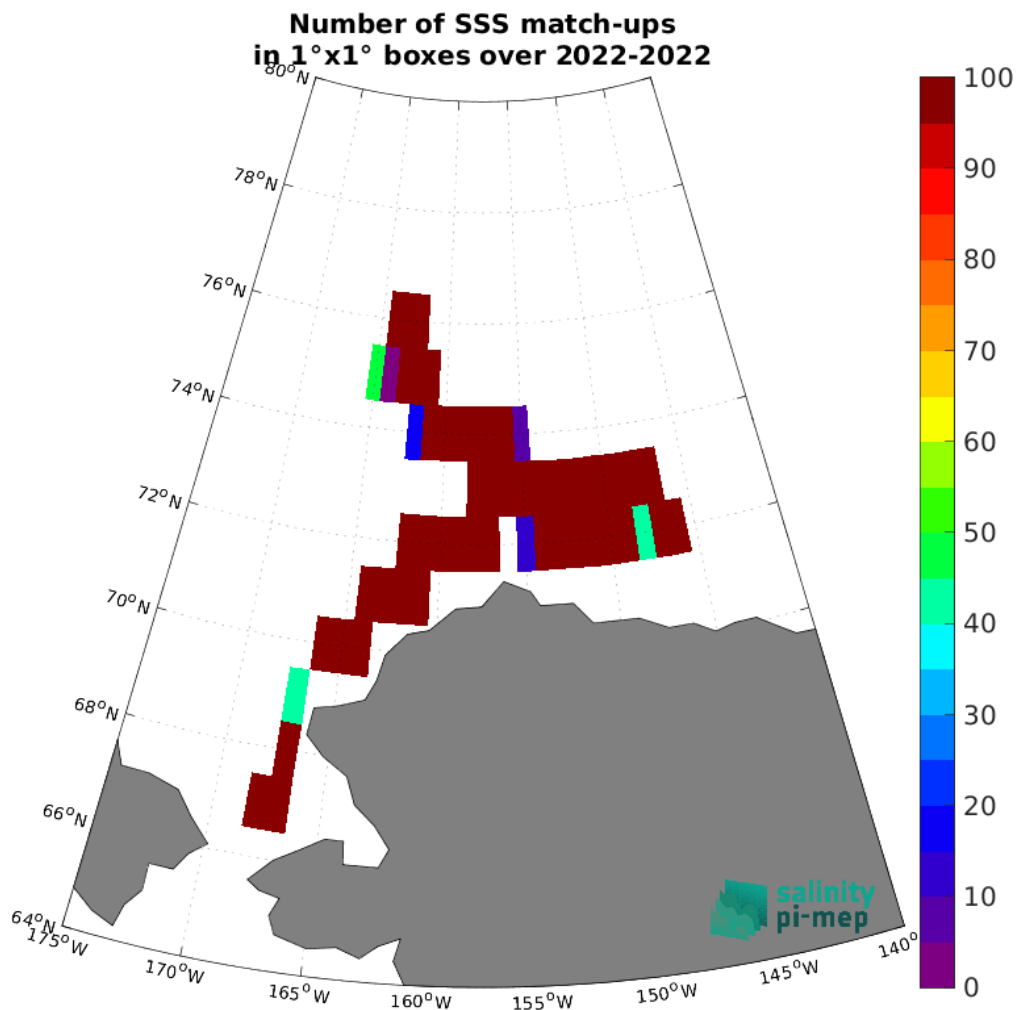 Number of SSS match-ups
in 1°x1° boxes over 2022-2022
80°N
78°N
76°N
74°N
72°N
70°N
68°N
66°N
64°N
175°W
170°W
165°W
160°W
155°W
150°W
145°W
140°
100
90
80
70
60
50
40
30
20
10
0
salinity
pi-mep